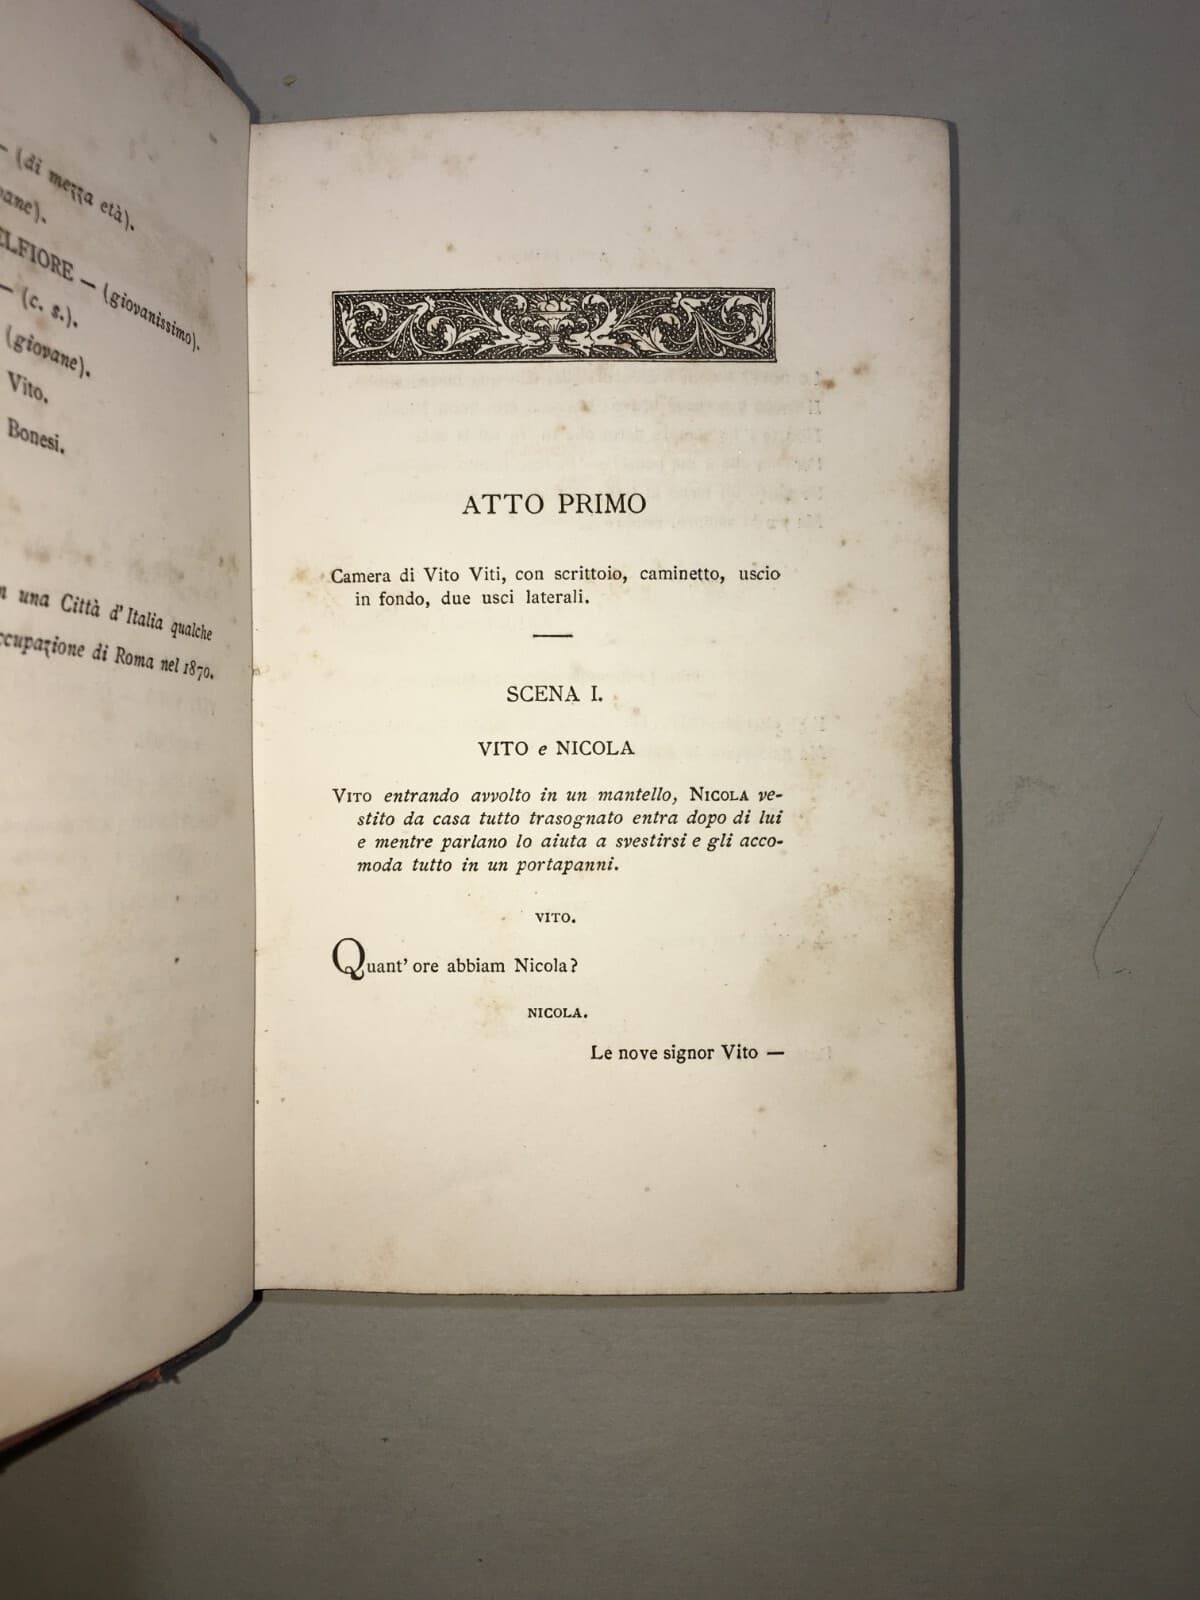 — (di mezza età).
ELFIORE — (giovanissimo).
— (c. s.).
(giovane).
Vito.
Bonesi.
una Città d'Italia qualche
di Roma nel 1870.
ATTO PRIMO
Camera di Vito Viti, con scrittoio, caminetto, uscio
in fondo, due usci laterali.
SCENA I.
VITO e NICOLA
VITO entrando avvolto in un mantello, NICOLA ve-
stito da casa tutto trasognato entra dopo di lui
e mentre parlano lo aiuta a svestirsi e gli acco-
moda tutto in un portapanni.
VITO.
Quant' ore abbiam Nicola?
NICOLA.
Le nove signor Vito —